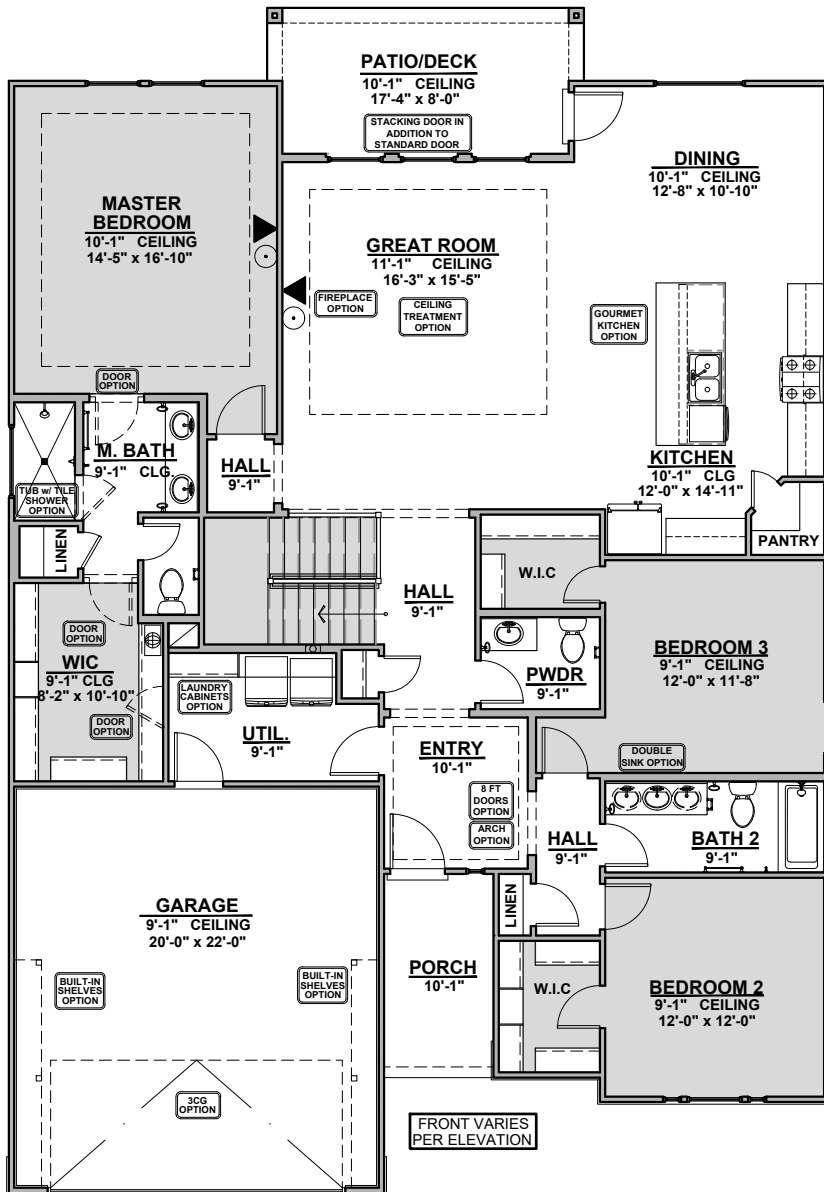 PATIO/DECK
10'-1" CEILING
17'-4" x 8'-0"
STACKING DOOR IN
ADDITION TO
STANDARD DOOR
DINING
10'-1" CEILING
12'-8" x 10'-10"
MASTER
BEDROOM
10'-1" CEILING
14'-5" x 16'-10"
GREAT ROOM
11'-1" CEILING
16'-3" x 15'-5"
FIREPLACE
OPTION
CEILING
TREATMENT
OPTION
GOURMET
KITCHEN
OPTION
DOOR
OPTION
M. BATH
9'-1" CLG.
TUB w/ TILE
SHOWER
OPTION
HALL
9'-1"
KITCHEN
10'-1" CLG
12'-0" x 14'-11"
PANTRY
LINEN
W.I.C
HALL
9'-1"
DOOR
OPTION
WIC
9'-1" CLG
8'-2" x 10'-10"
DOOR
OPTION
LAUNDRY
CABINETS
OPTION
UTIL.
9'-1"
PWDR
9'-1"
BEDROOM 3
9'-1" CEILING
12'-0" x 11'-8"
DOUBLE
SINK OPTION
ENTRY
10'-1"
8 FT
DOORS
OPTION
ARCH
OPTION
HALL
9'-1"
BATH 2
9'-1"
LINEN
GARAGE
9'-1" CEILING
20'-0" x 22'-0"
BUILT-IN
SHELVES
OPTION
BUILT-IN
SHELVES
OPTION
PORCH
10'-1"
W.I.C
BEDROOM 2
9'-1" CEILING
12'-0" x 12'-0"
3CG
OPTION
FRONT VARIES
PER ELEVATION